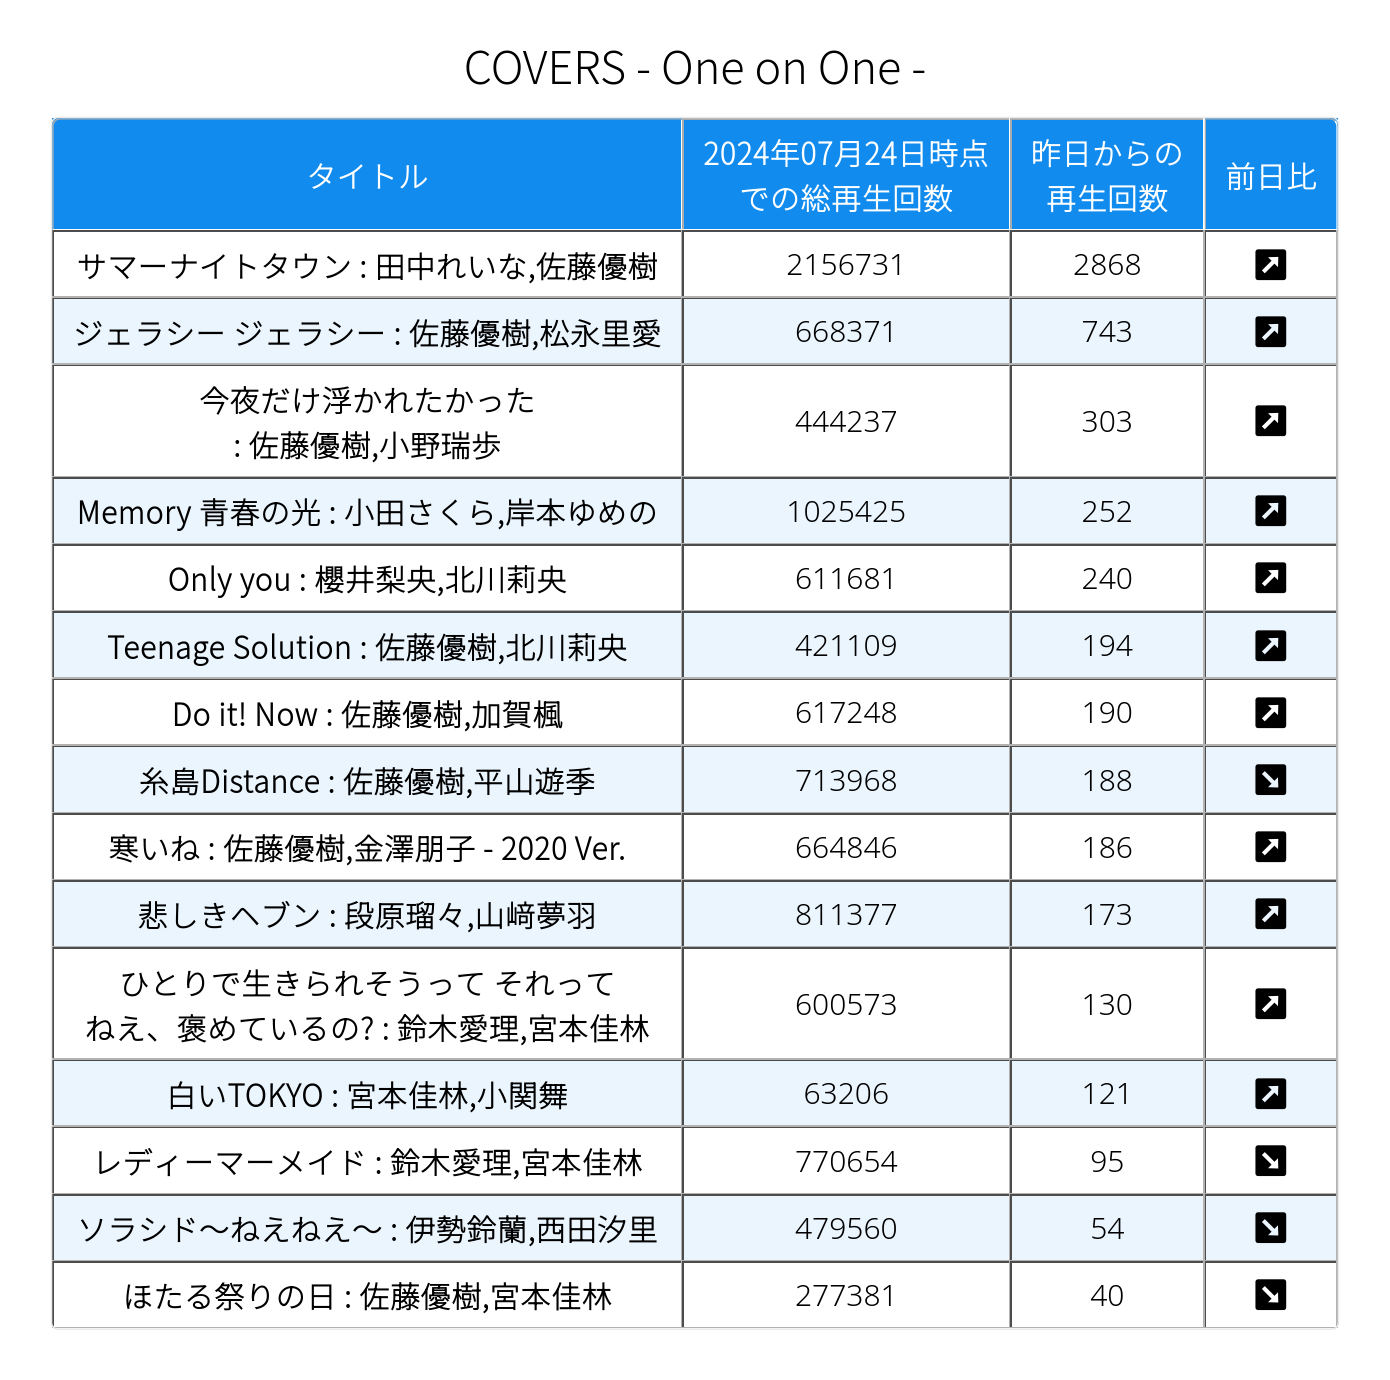 COVERS - One on One -
タイトル
2024年07月24日時点
での総再生回数
昨日からの
再生回数
前日比
サマーナイトタウン : 田中れいな,佐藤優樹 2156731 2868
ジェラシー ジェラシー : 佐藤優樹,松永里愛 668371 743
今夜だけ浮かれたかった
: 佐藤優樹,小野瑞歩 444237 303
Memory 青春の光 : 小田さくら,岸本ゆめの 1025425 252
Only you : 櫻井梨央,北川莉央 611681 240
Teenage Solution : 佐藤優樹,北川莉央 421109 194
Do it! Now : 佐藤優樹,加賀楓 617248 190
糸島Distance : 佐藤優樹,平山遊季 713968 188
寒いね : 佐藤優樹,金澤朋子 - 2020 Ver. 664846 186
悲しきヘブン : 段原瑠々,山﨑夢羽 811377 173
ひとりで生きられそうって それって
ねえ、褒めているの? : 鈴木愛理,宮本佳林 600573 130
白いTOKYO : 宮本佳林,小関舞 63206 121
レディーマーメイド : 鈴木愛理,宮本佳林 770654 95
ソラシド〜ねえねえ〜 : 伊勢鈴蘭,西田汐里 479560 54
ほたる祭りの日 : 佐藤優樹,宮本佳林 277381 40